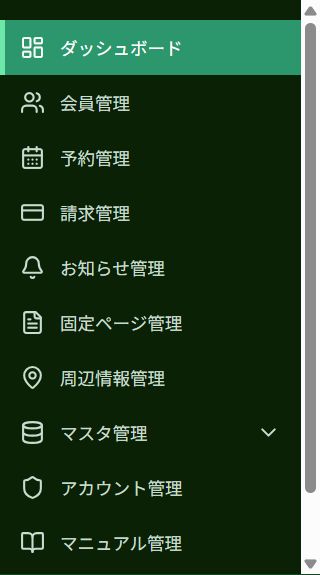 ダッシュボード
会員管理
予約管理
請求管理
お知らせ管理
固定ページ管理
周辺情報管理
マスタ管理
アカウント管理
マニュアル管理